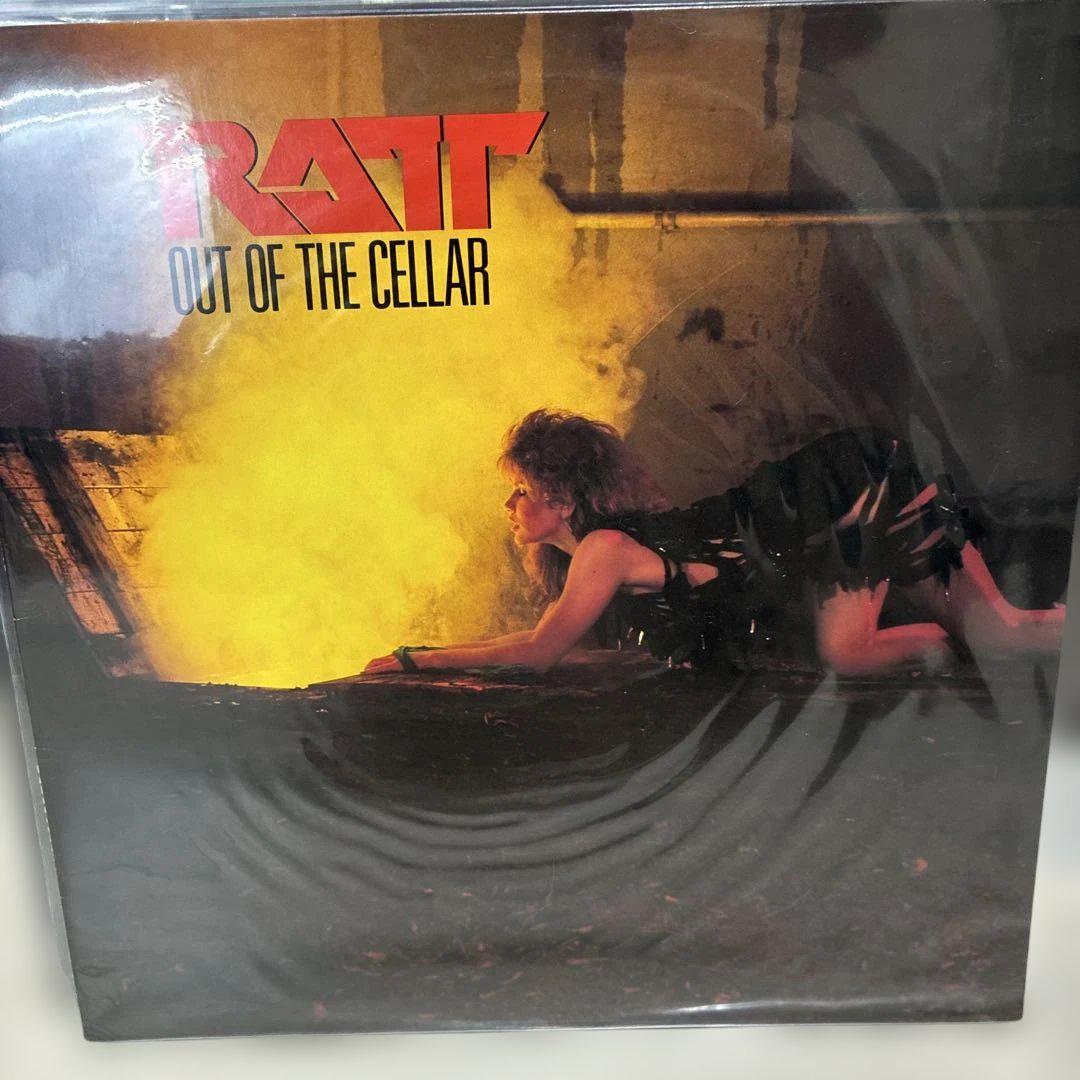 RATT
OUT OF THE CELLAR